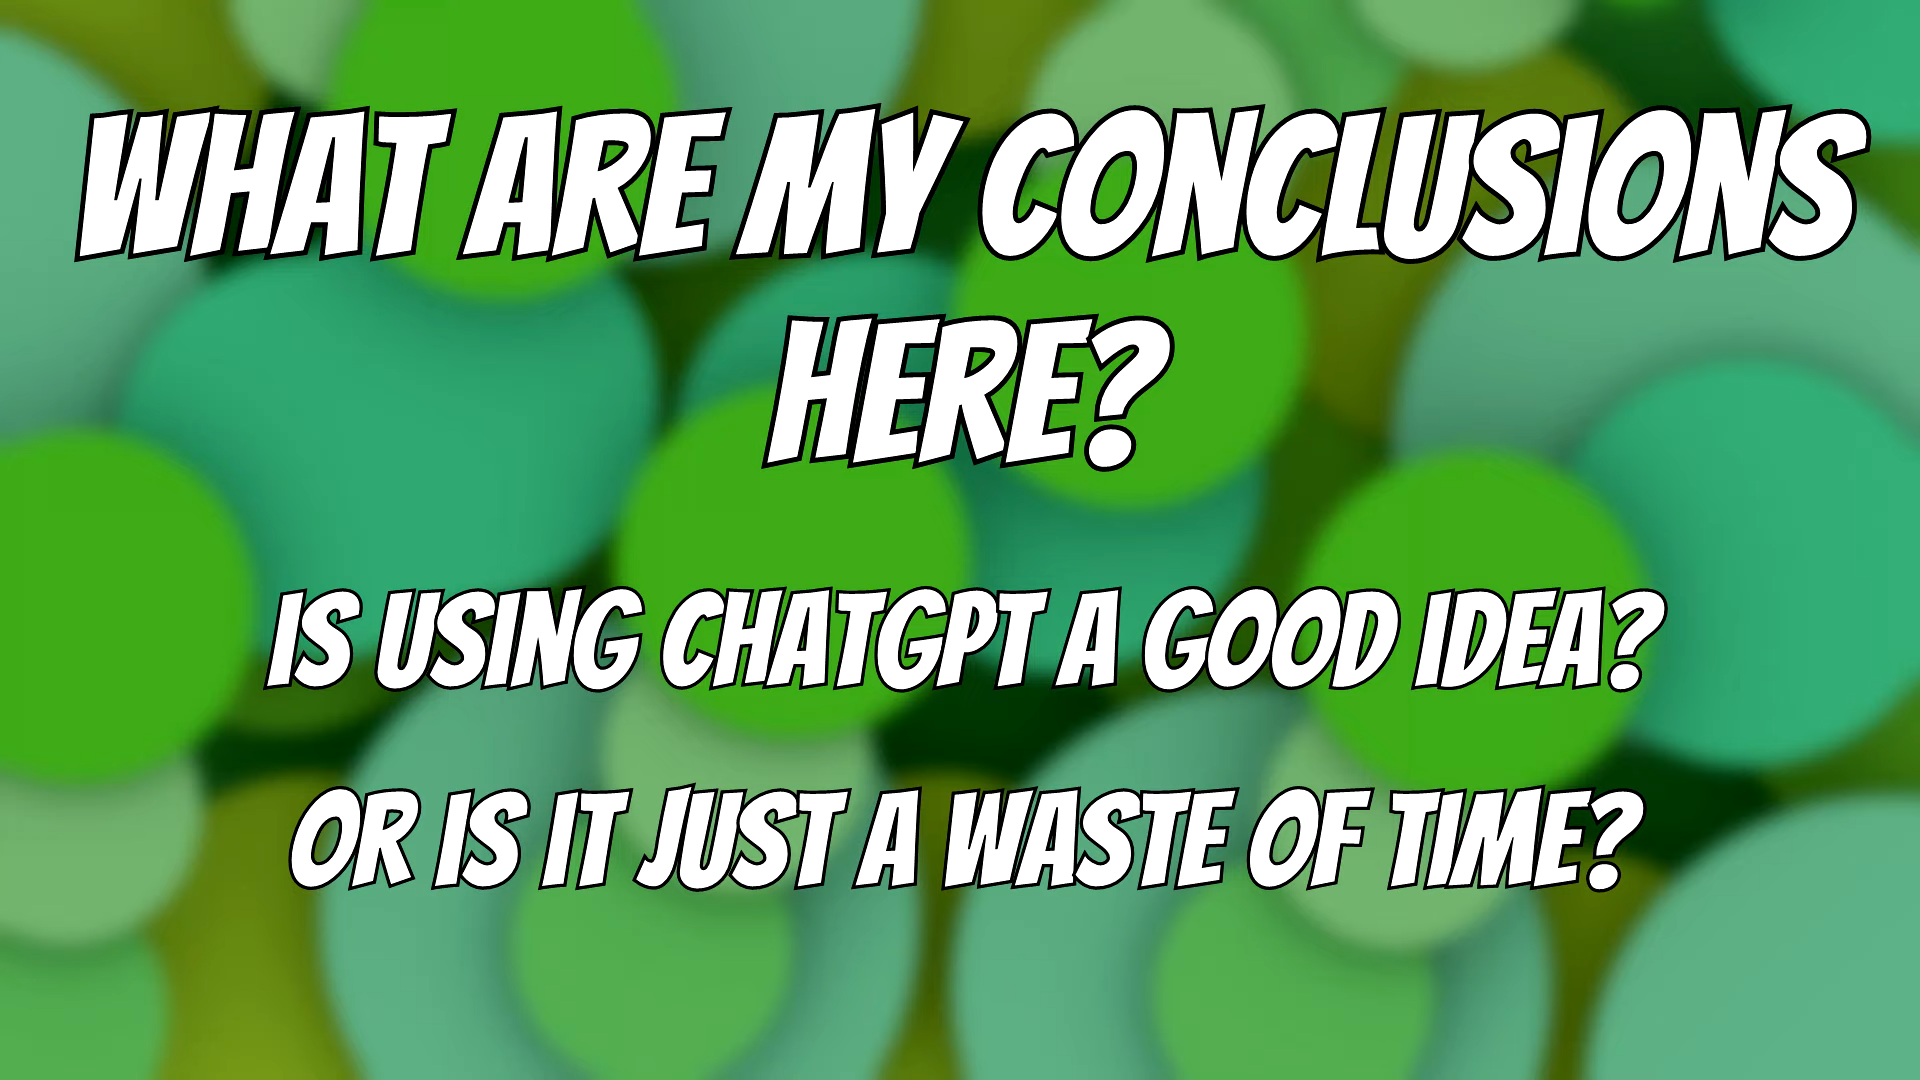 WHAT ARE MY CONCLUSIONS
HERE?
IS USING CHATGPT A GOOD IDEA?
OR IS IT JUST A WASTE OF TIME?